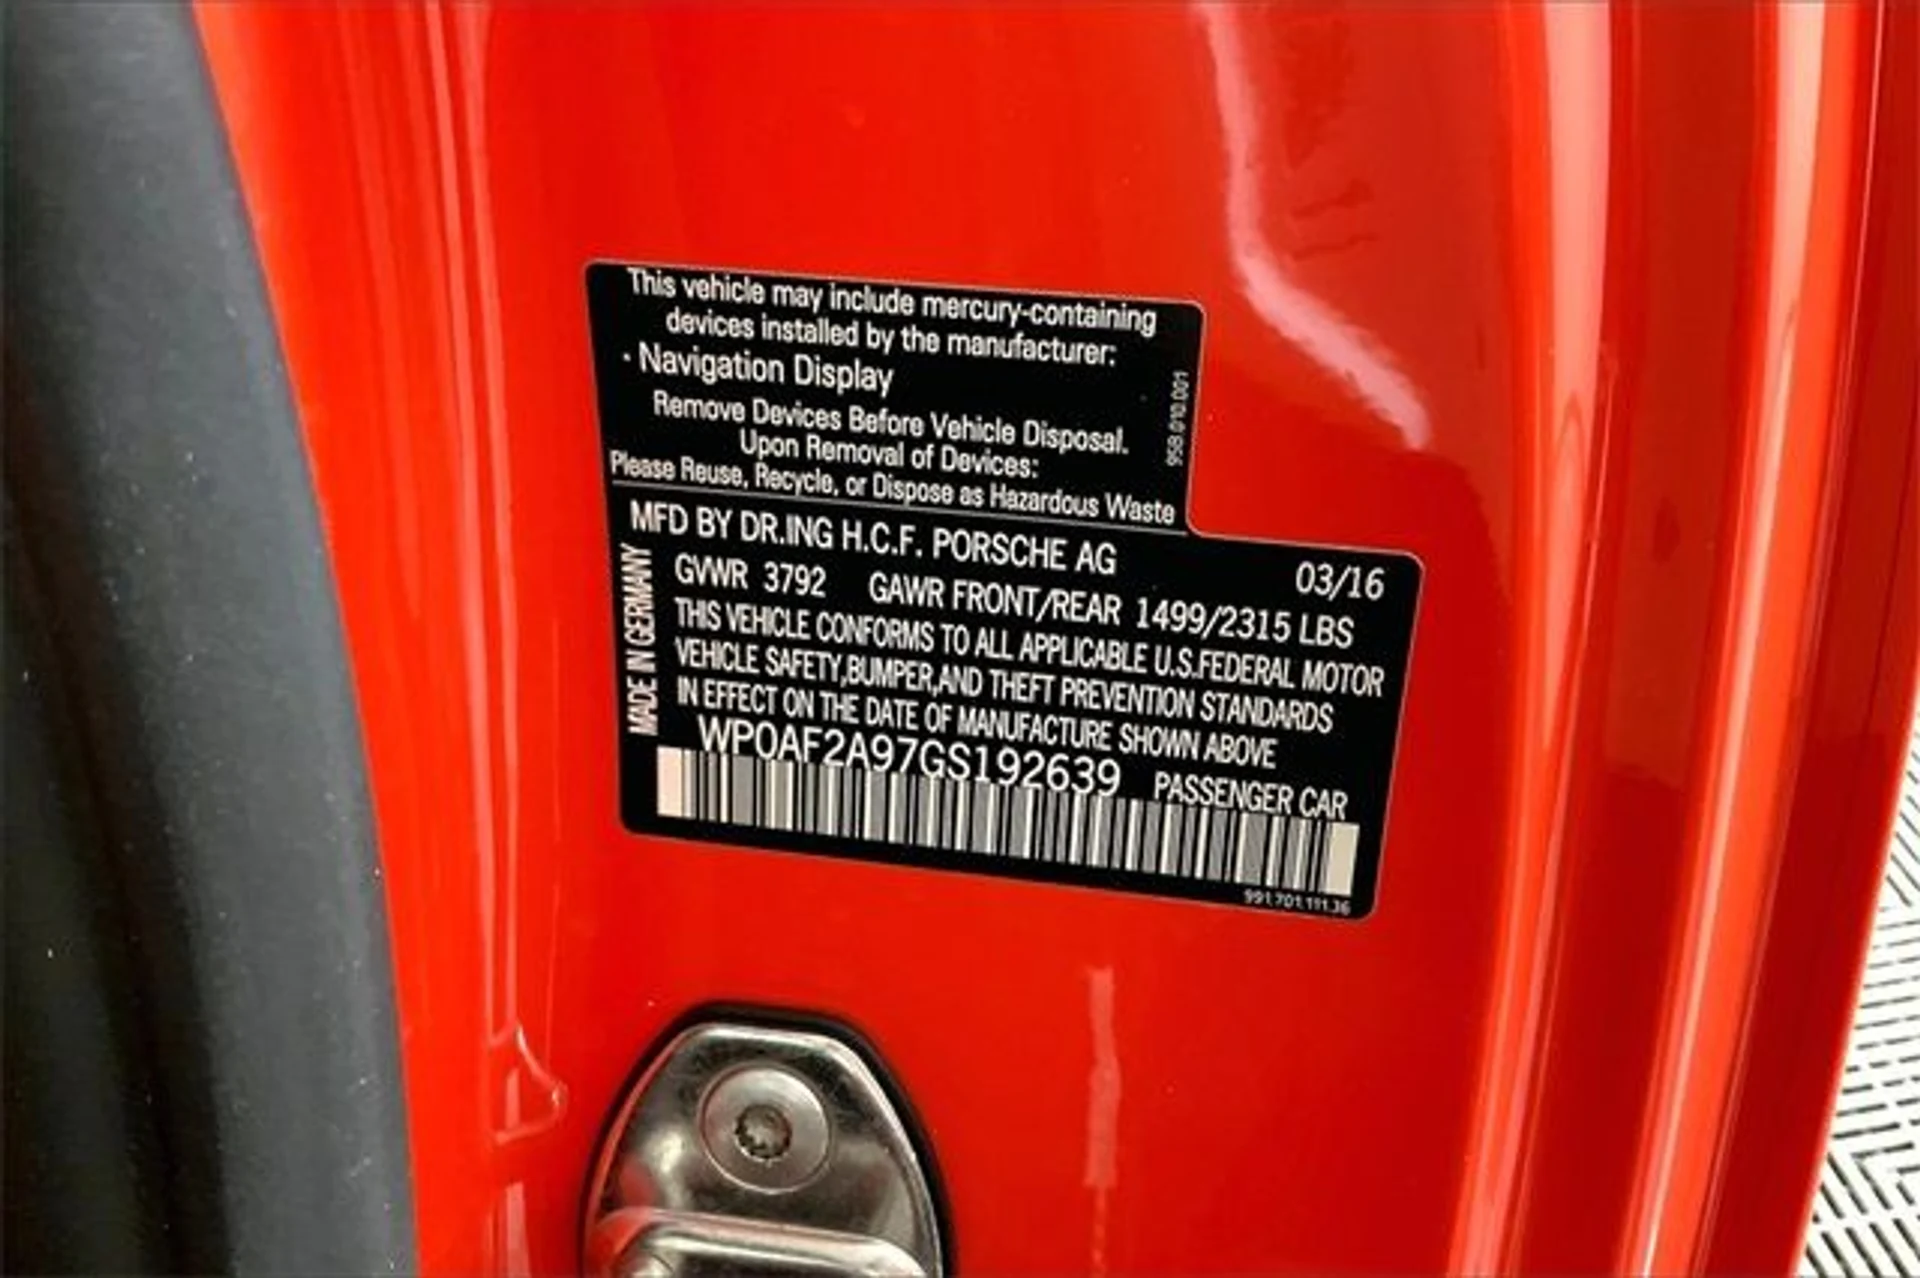 This vehicle may include mercury-containing
devices installed by the manufacturer:
· Navigation Display
Remove Devices Before Vehicle Disposal.
Upon Removal of Devices:
Please Reuse, Recycle, or Dispose as Hazardous Waste
958.010.001
MFD BY DR.ING H.C.F. PORSCHE AG 03/16
GVWR 3792 GAWR FRONT/REAR 1499/2315 LBS
THIS VEHICLE CONFORMS TO ALL APPLICABLE U.S.FEDERAL MOTOR
VEHICLE SAFETY,BUMPER,AND THEFT PREVENTION STANDARDS
IN EFFECT ON THE DATE OF MANUFACTURE SHOWN ABOVE
WP0AF2A97GS192639 PASSENGER CAR
MADE IN GERMANY
991.701.111.36